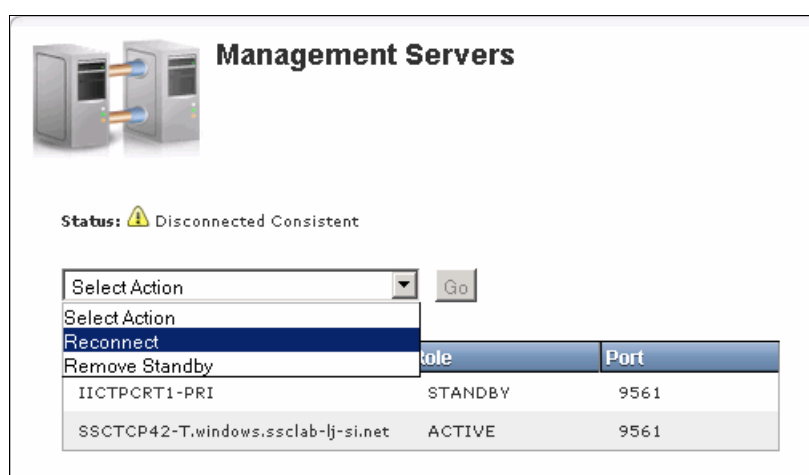 Management Servers
Status: Disconnected Consistent
Select Action Go
Select Action
Reconnect
Remove Standby
Role Port
IICTPCRT1-PRI STANDBY 9561
SSCTCP42-T.windows.ssclab-lj-si.net ACTIVE 9561